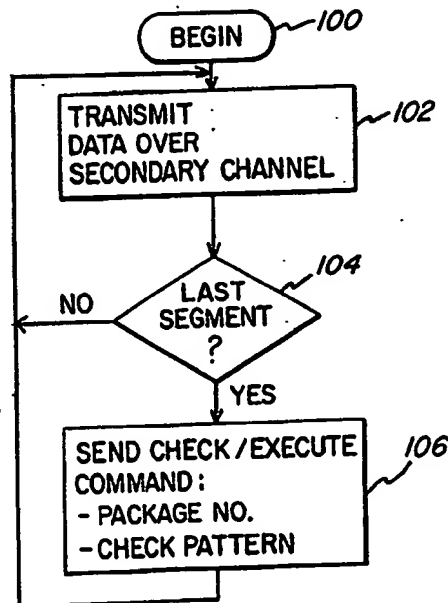 BEGIN
100
TRANSMIT
DATA OVER
SECONDARY CHANNEL
102
104
LAST
SEGMENT
?
NO
YES
SEND CHECK/EXECUTE
COMMAND:
- PACKAGE NO.
- CHECK PATTERN
106